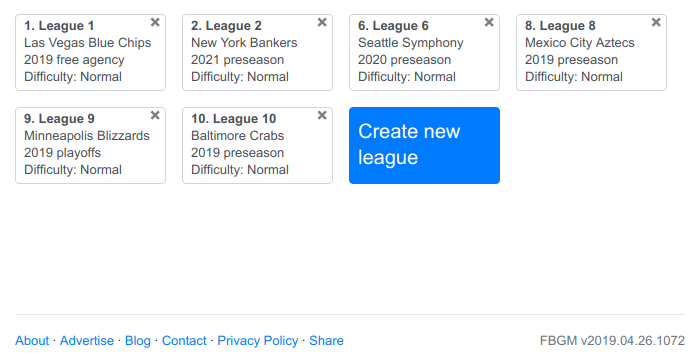 1. League 1
Las Vegas Blue Chips
2019 free agency
Difficulty: Normal
2. League 2
New York Bankers
2021 preseason
Difficulty: Normal
6. League 6
Seattle Symphony
2020 preseason
Difficulty: Normal
8. League 8
Mexico City Aztecs
2019 preseason
Difficulty: Normal
9. League 9
Minneapolis Blizzards
2019 playoffs
Difficulty: Normal
10. League 10
Baltimore Crabs
2019 preseason
Difficulty: Normal
Create new
league
About · Advertise · Blog · Contact · Privacy Policy · Share
FBGM v2019.04.26.1072